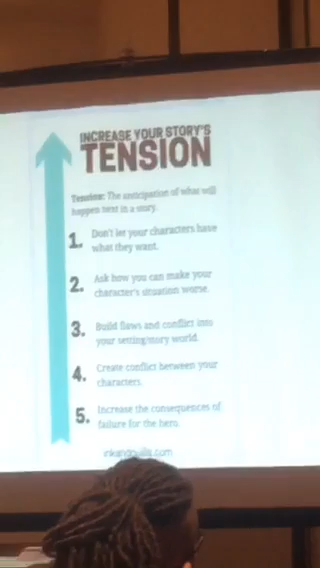 INCREASE YOUR STORY'S
TENSION
Tension: The anticipation of what will
happen next in a story.
1. Don't let your characters have
what they want.
2. Ask how you can make your
character's situation worse.
3. Build flaws and conflict into
your setting/story world.
4. Create conflict between your
characters.
5. Increase the consequences of
failure for the hero.
inkandquills.com